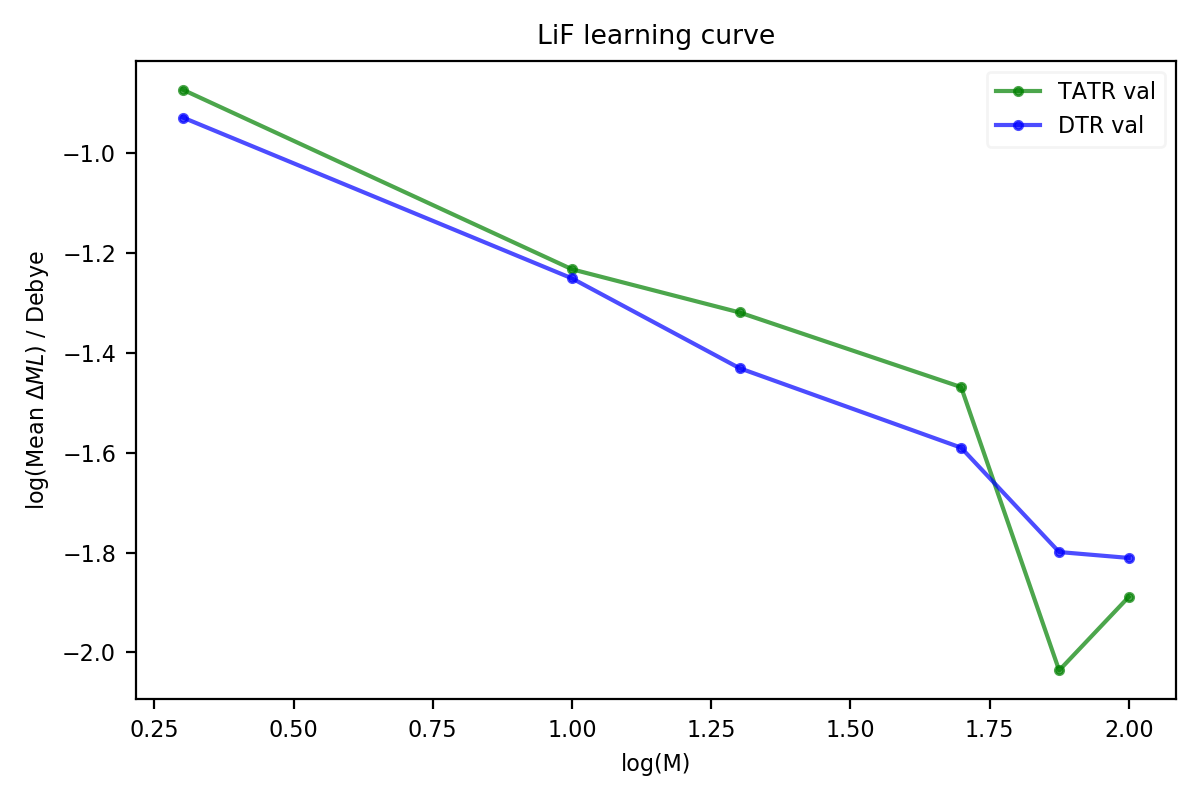 LiF learning curve
TATR val
DTR val
log(Mean ΔML) / Debye
−1.0
−1.2
−1.4
−1.6
−1.8
−2.0
0.25 0.50 0.75 1.00 1.25 1.50 1.75 2.00
log(M)